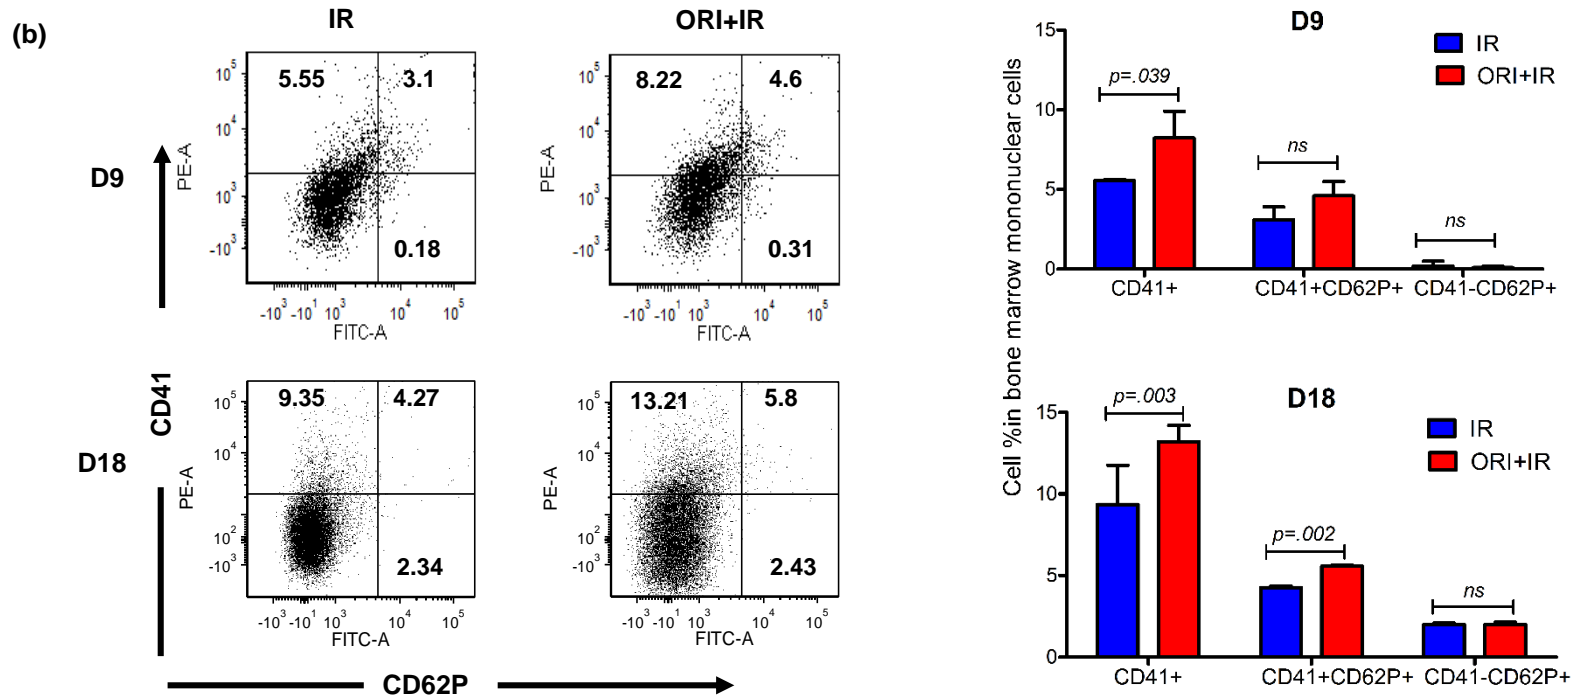 (b)
IR
ORI+IR
D9
PE-A
10^5
10^4
10^3
-10^3
5.55
3.1
0.18
-10^3 -10^1 10^3 10^4 10^5
FITC-A
PE-A
10^5
10^4
10^3
-10^3
8.22
4.6
0.31
-10^3 -10^1 10^3 10^4 10^5
FITC-A
D18
CD41
PE-A
10^5
10^4
10^2
-10^3
9.35
4.27
2.34
-10^3 -10^1 10^3 10^4 10^5
FITC-A
PE-A
10^5
10^4
10^2
-10^3
13.21
5.8
2.43
-10^3 -10^1 10^3 10^4 10^5
FITC-A
CD62P
Cell %in bone marrow mononuclear cells
D9
IR
ORI+IR
15
10
5
0
p=.039
ns
ns
CD41+
CD41+CD62P+
CD41-CD62P+
D18
IR
ORI+IR
15
10
5
0
p=.003
p=.002
ns
CD41+
CD41+CD62P+
CD41-CD62P+